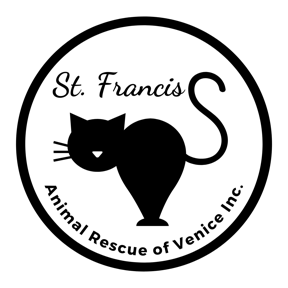 St. Francis
Animal Rescue of Venice Inc.